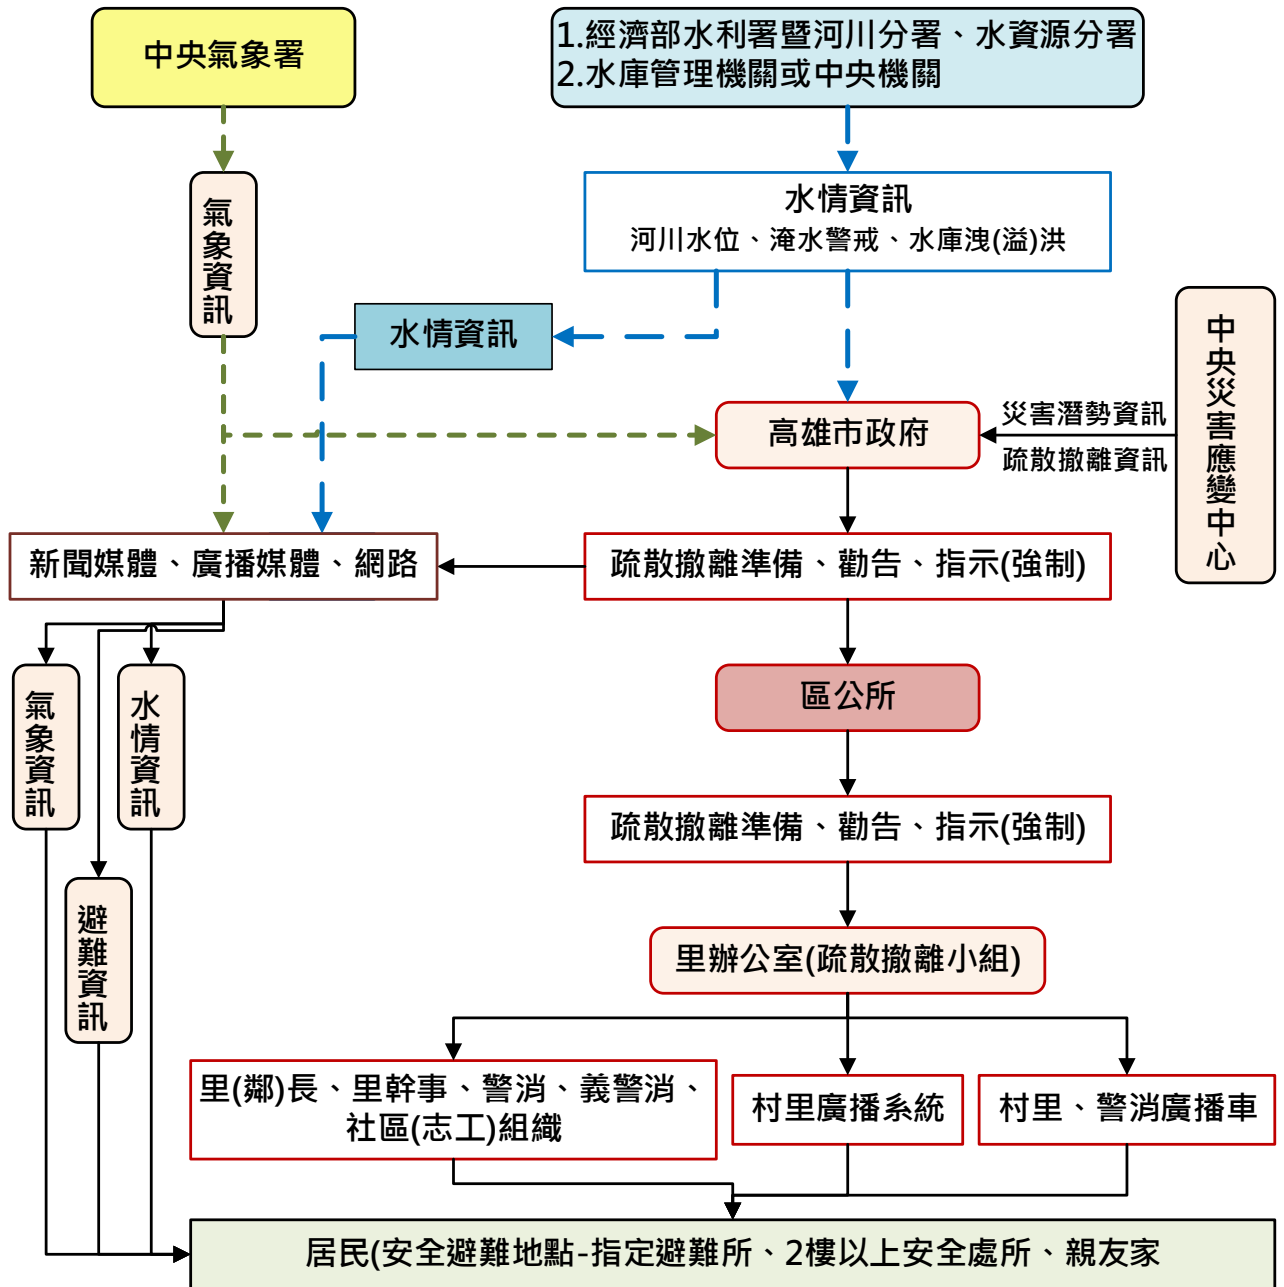 中央氣象署
1.經濟部水利署暨河川分署、水資源分署
2.水庫管理機關或中央機關
氣象資訊
水情資訊
河川水位、淹水警戒、水庫洩(溢)洪
水情資訊
中央災害應變中心
高雄市政府
災害潛勢資訊
疏散撤離資訊
新聞媒體、廣播媒體、網路
疏散撤離準備、勸告、指示(強制)
氣象資訊
水情資訊
區公所
疏散撤離準備、勸告、指示(強制)
避難資訊
里辦公室(疏散撤離小組)
里(鄰)長、里幹事、警消、義警消、
社區(志工)組織
村里廣播系統
村里、警消廣播車
居民(安全避難地點-指定避難所、2樓以上安全處所、親友家